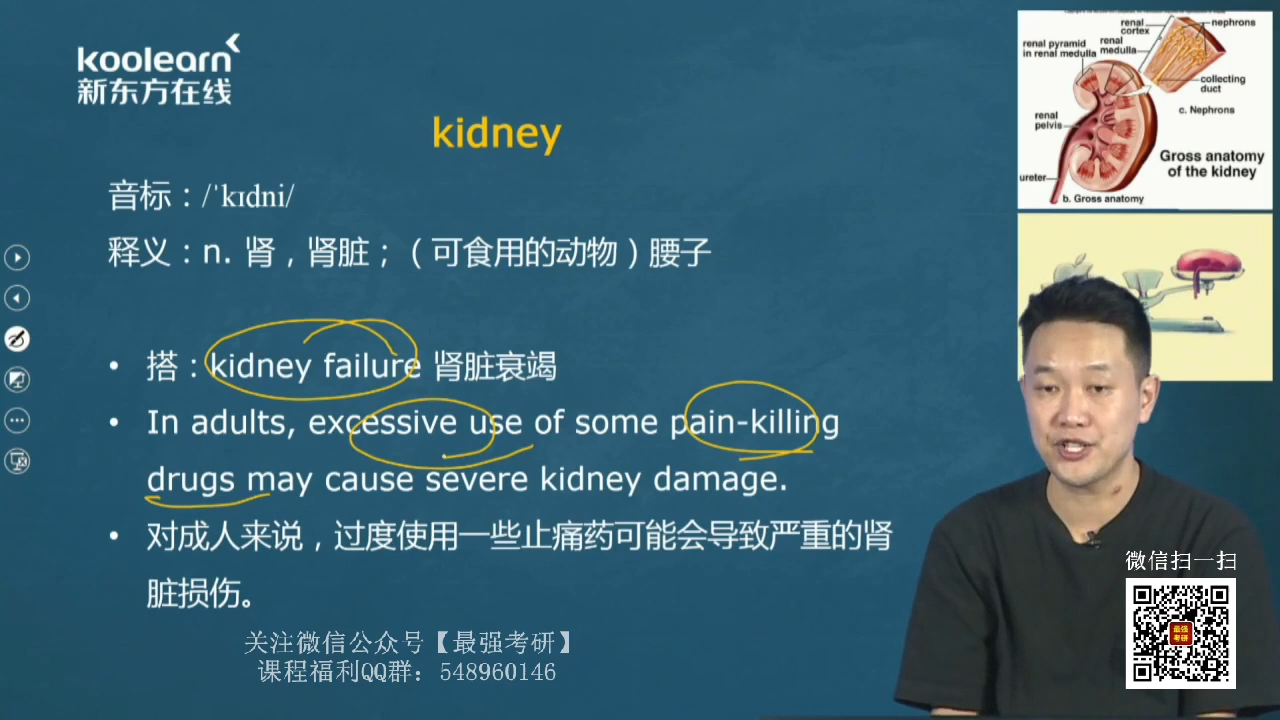 koolearn
新东方在线
kidney
音标：/ˈkɪdni/
释义：n. 肾，肾脏；（可食用的动物）腰子
• 搭：kidney failure 肾脏衰竭
• In adults, excessive use of some pain-killing
drugs may cause severe kidney damage.
• 对成人来说，过度使用一些止痛药可能会导致严重的肾
脏损伤。
关注微信公众号【最强考研】
课程福利QQ群：548960146
renal
cortex
nephrons
renal pyramid
in renal medulla
renal
medulla
collecting
duct
c. Nephrons
renal
pelvis
Gross anatomy
of the kidney
ureter
b. Gross anatomy
微信扫一扫
最强
考研